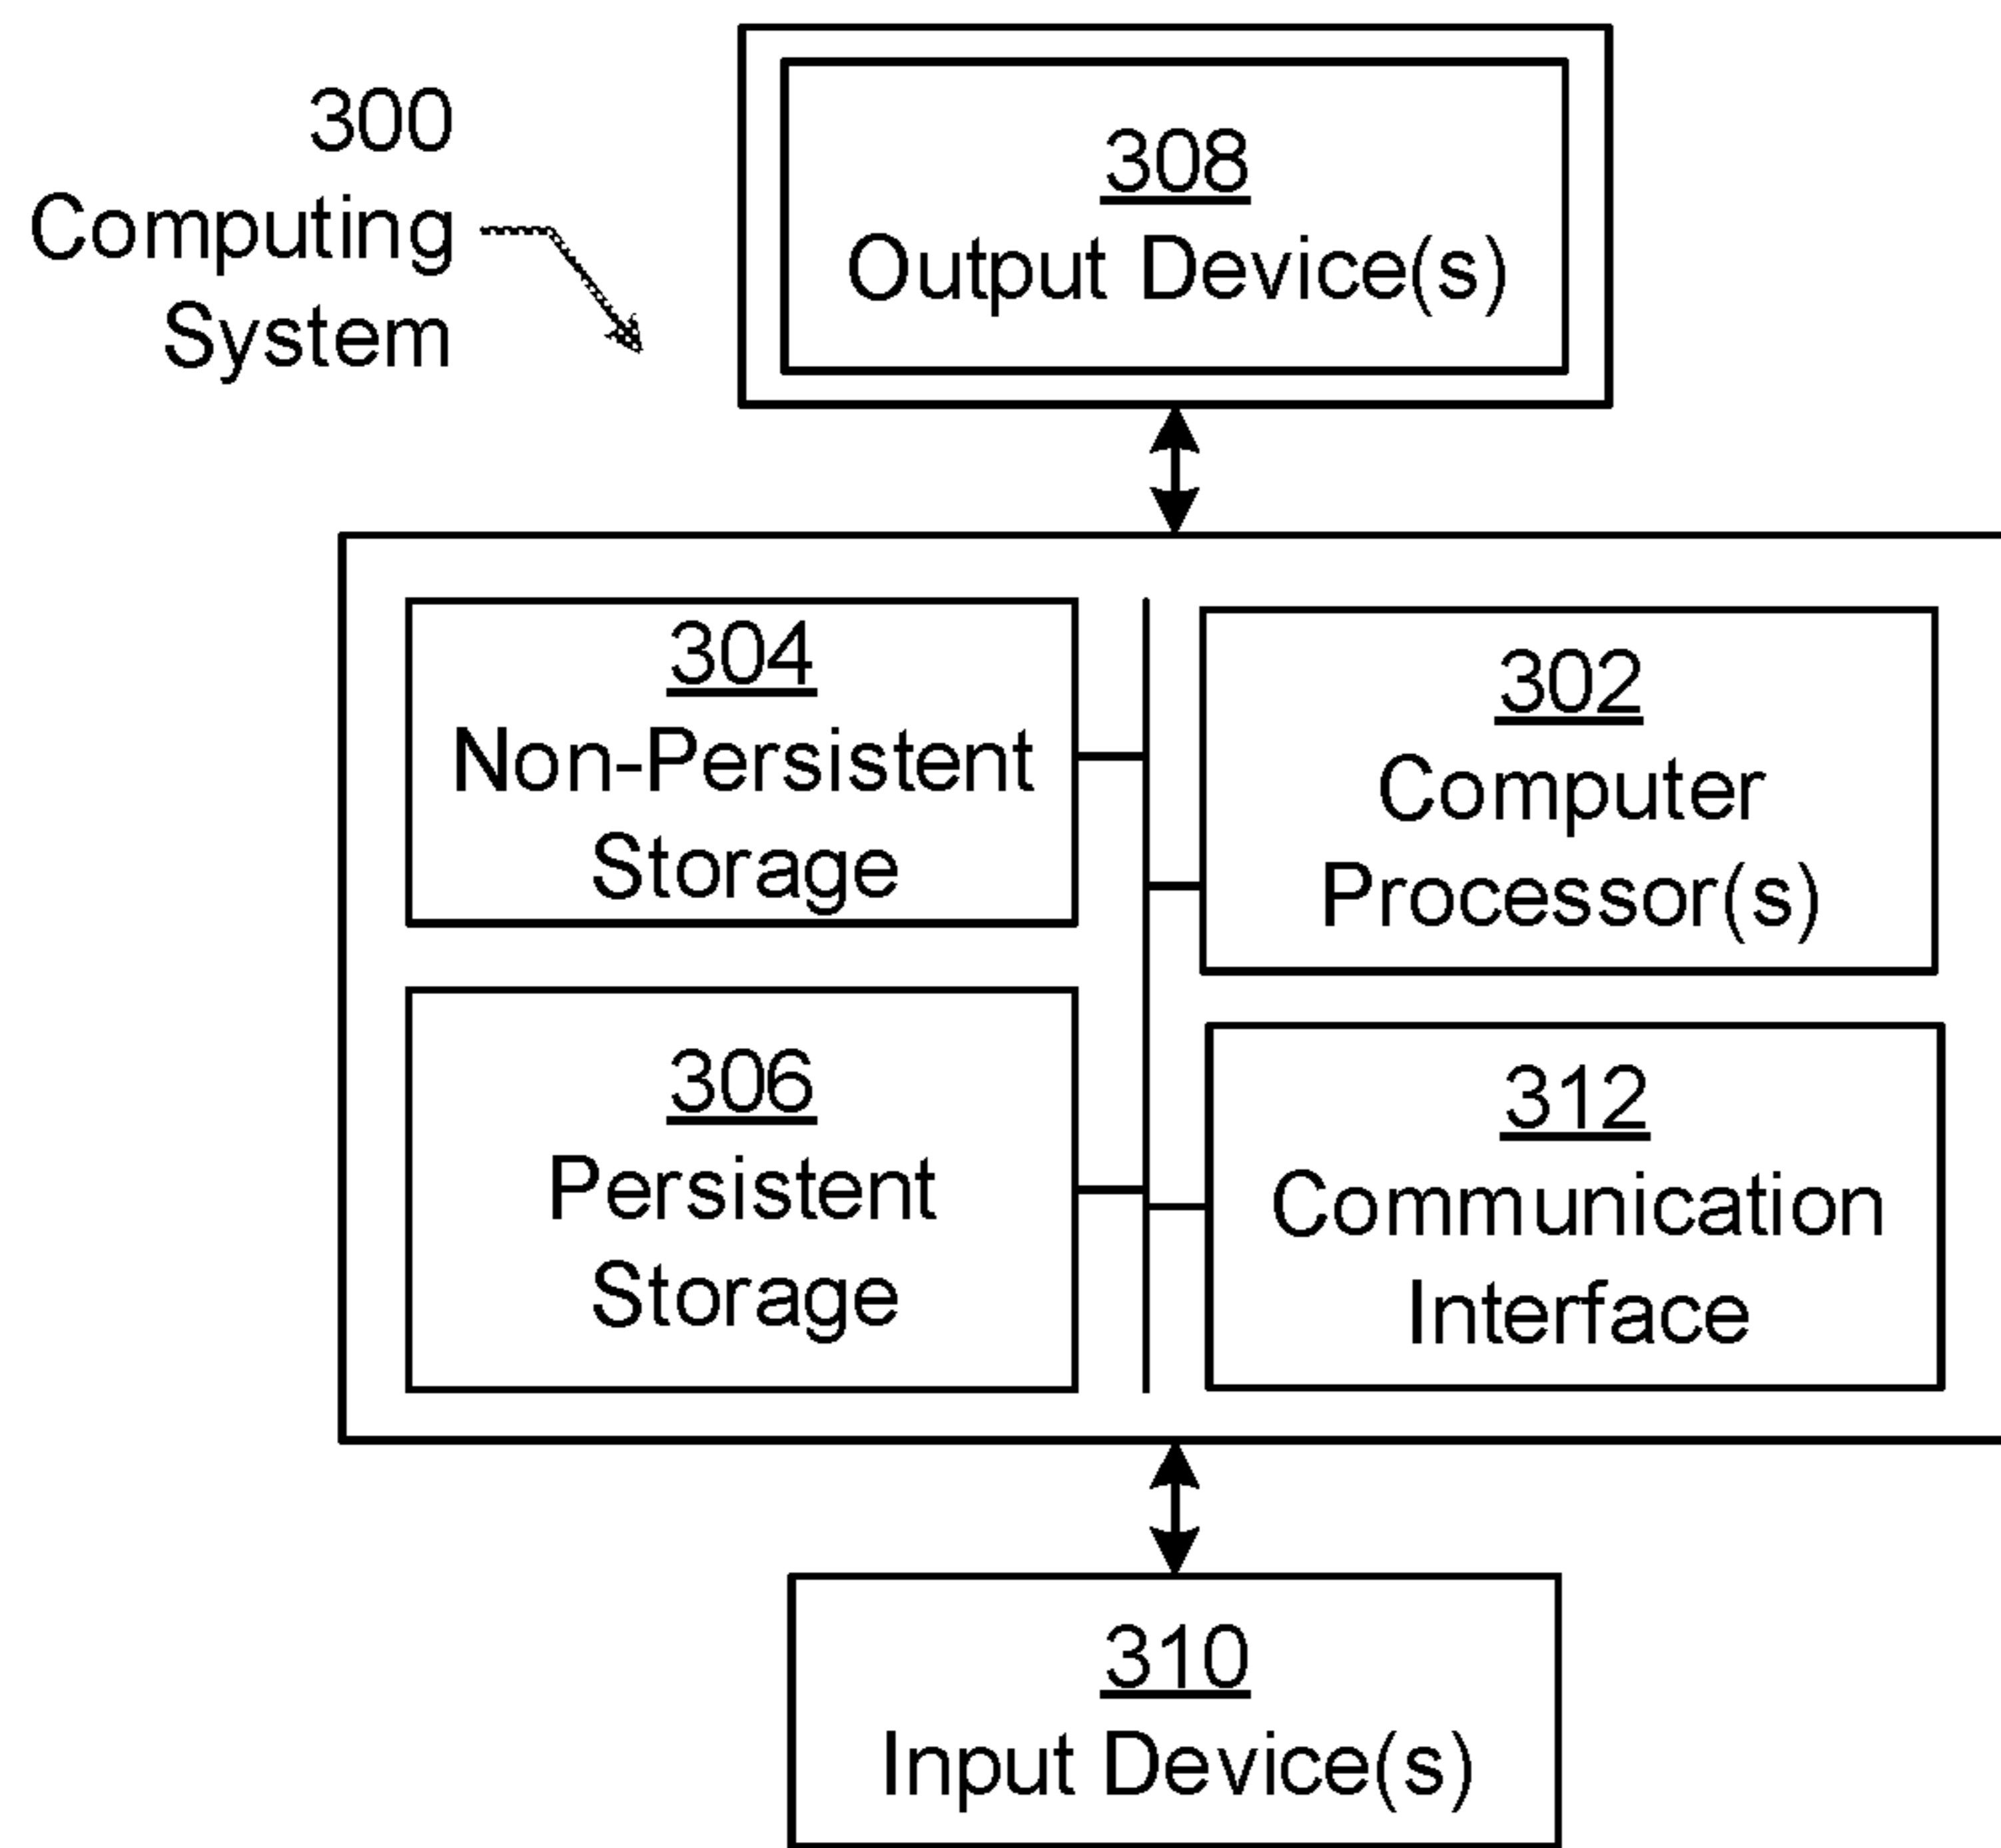 300
Computing
System
308
Output Device(s)
304
Non-Persistent
Storage
302
Computer
Processor(s)
306
Persistent
Storage
312
Communication
Interface
310
Input Device(s)